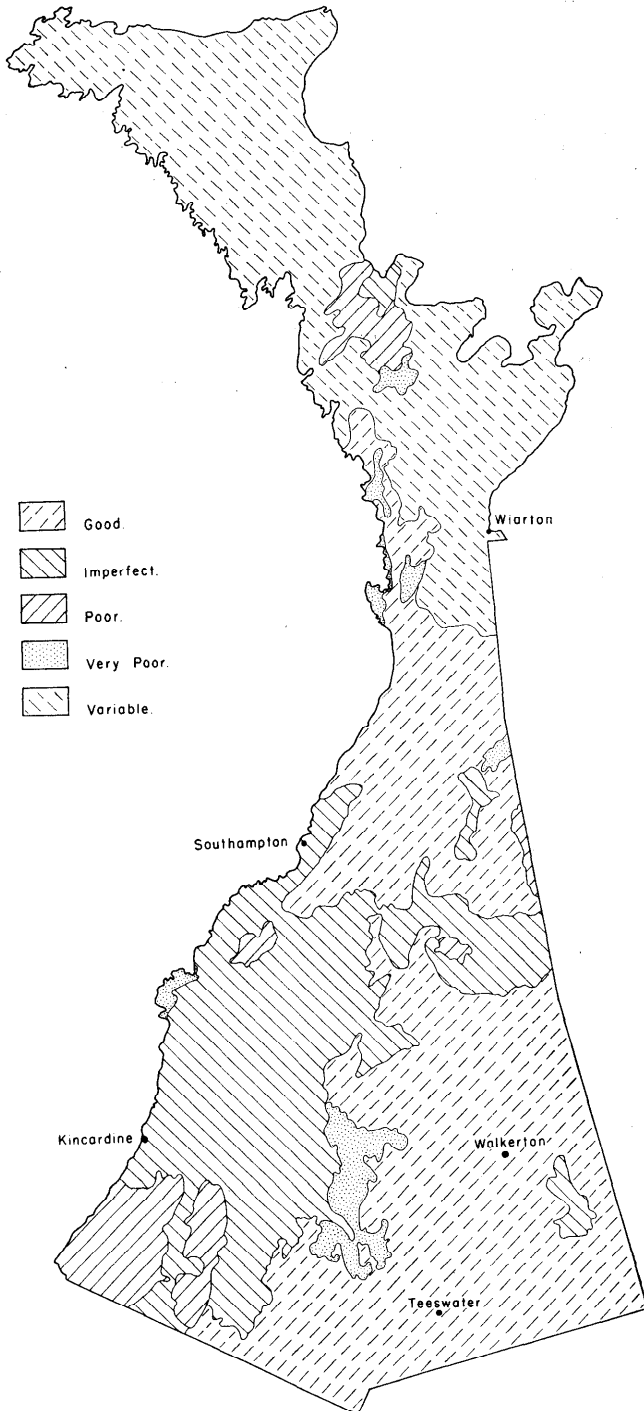 Wiarton
Good.
Imperfect.
Poor.
Very Poor.
Variable.
Southampton
Kincardine
Walkerton
Teeswater